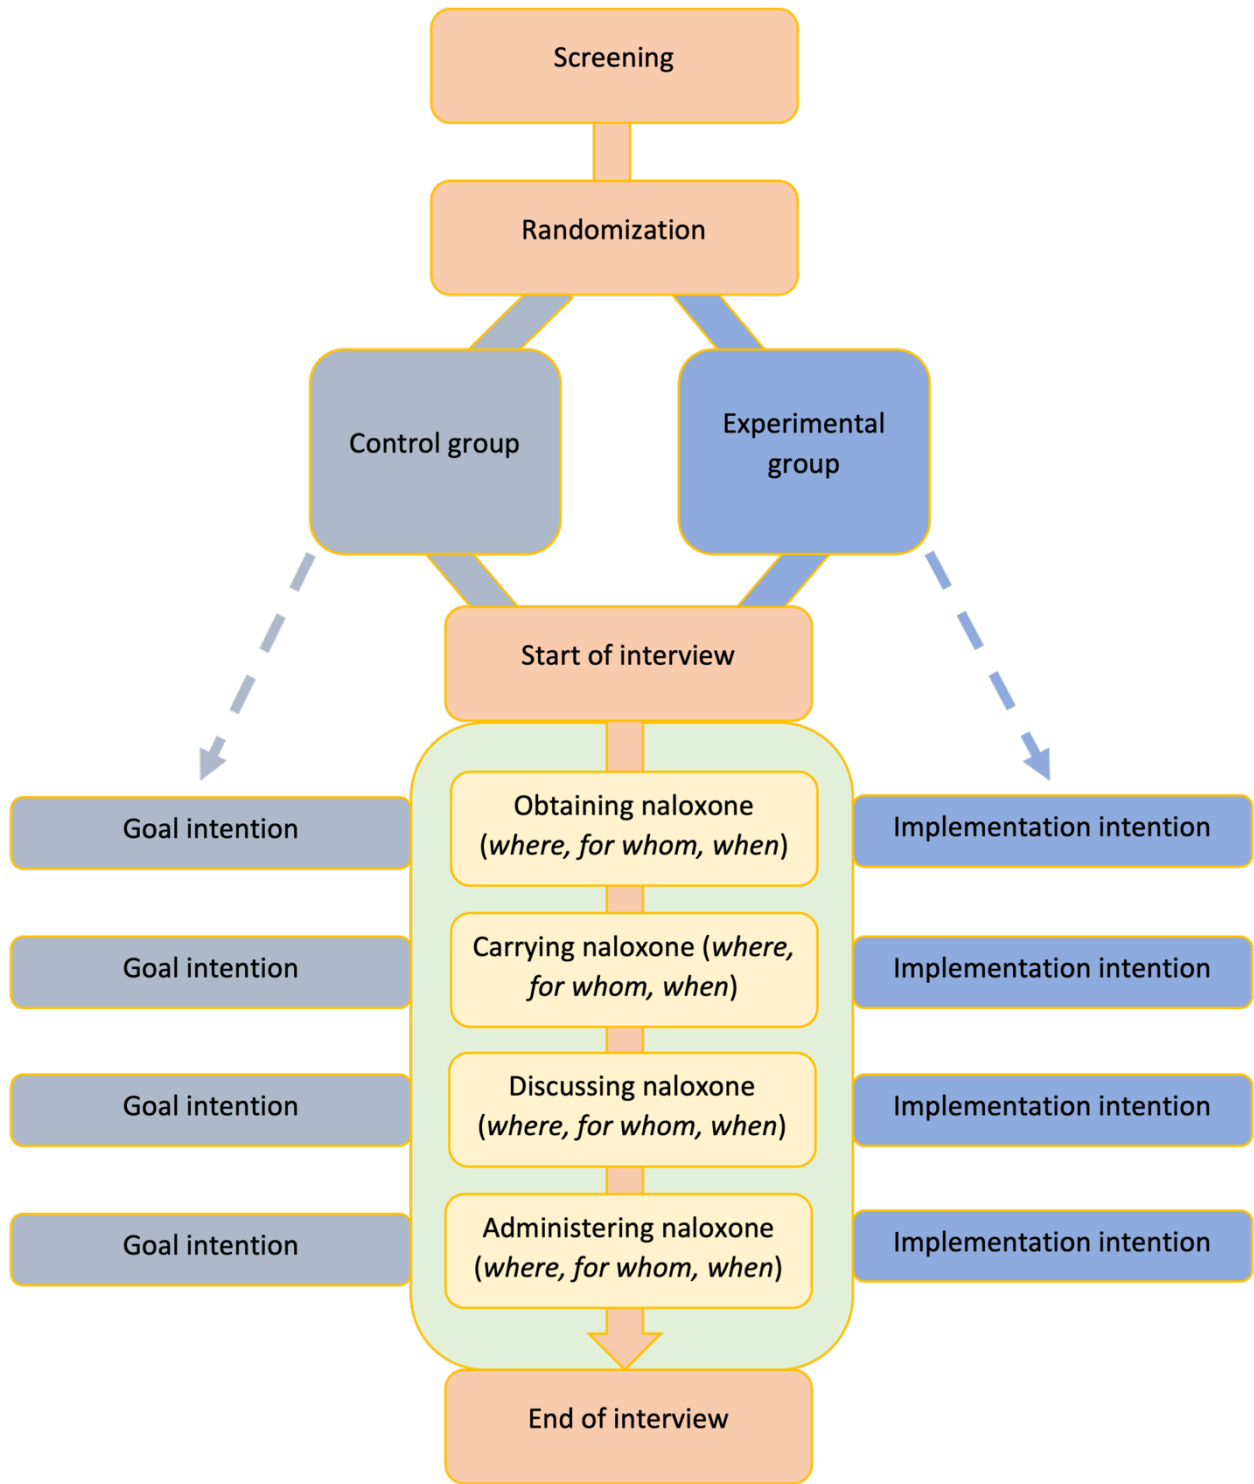 Screening
Randomization
Control group
Experimental
group
Start of interview
Goal intention
Obtaining naloxone
(where, for whom, when)
Implementation intention
Goal intention
Carrying naloxone (where,
for whom, when)
Implementation intention
Goal intention
Discussing naloxone
(where, for whom, when)
Implementation intention
Goal intention
Administering naloxone
(where, for whom, when)
Implementation intention
End of interview